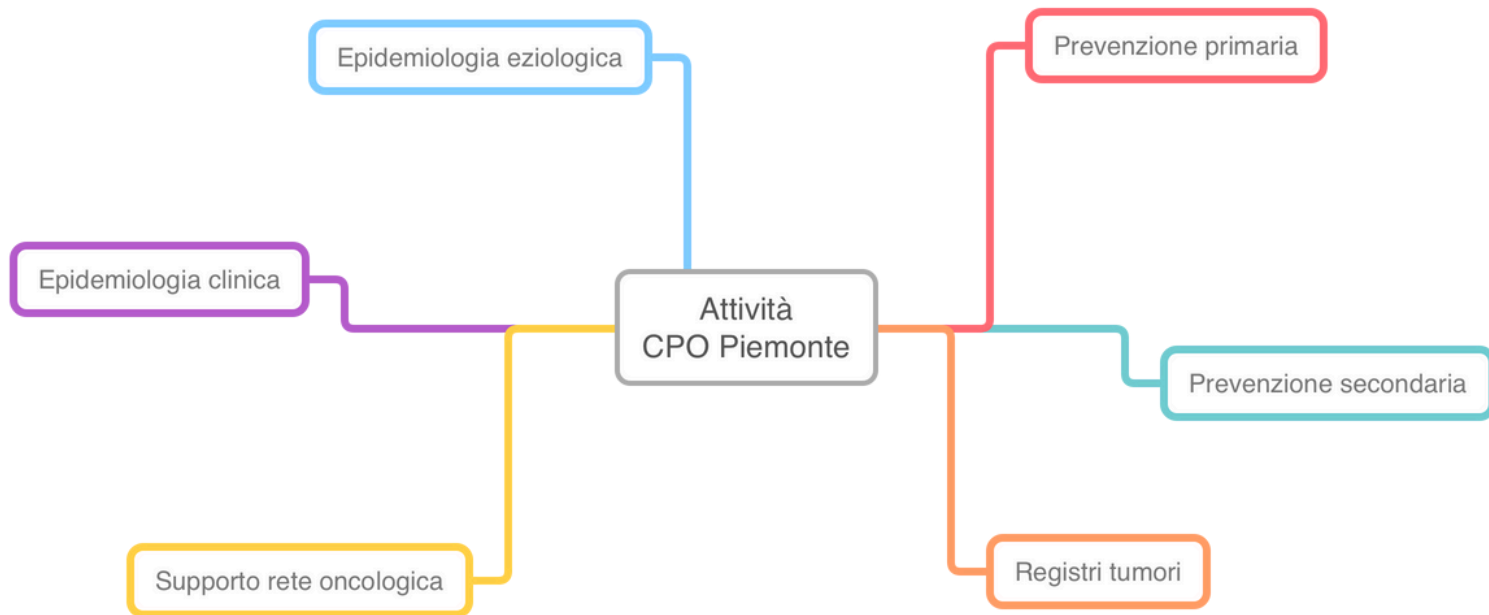 Epidemiologia eziologica
Prevenzione primaria
Epidemiologia clinica
Attività
CPO Piemonte
Prevenzione secondaria
Supporto rete oncologica
Registri tumori